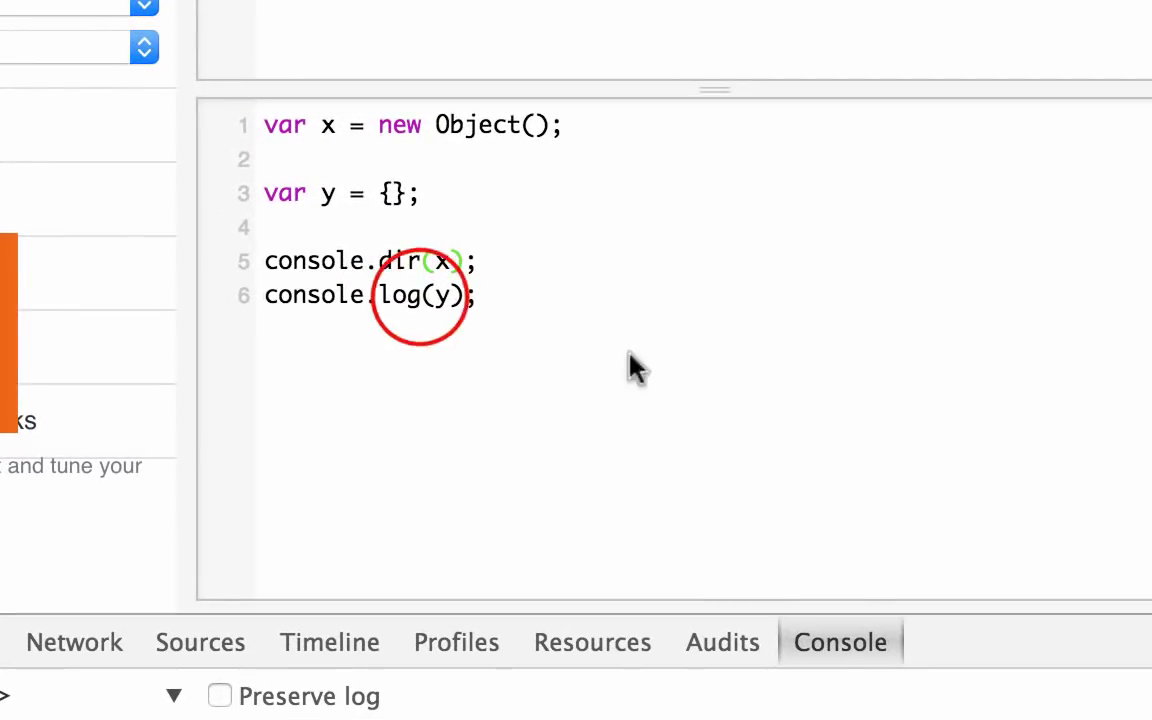 1 var x = new Object();
2
3 var y = {};
4
5 console.dir(x);
6 console.log(y);
ks
and tune your
Network Sources Timeline Profiles Resources Audits Console
> ▼ Preserve log